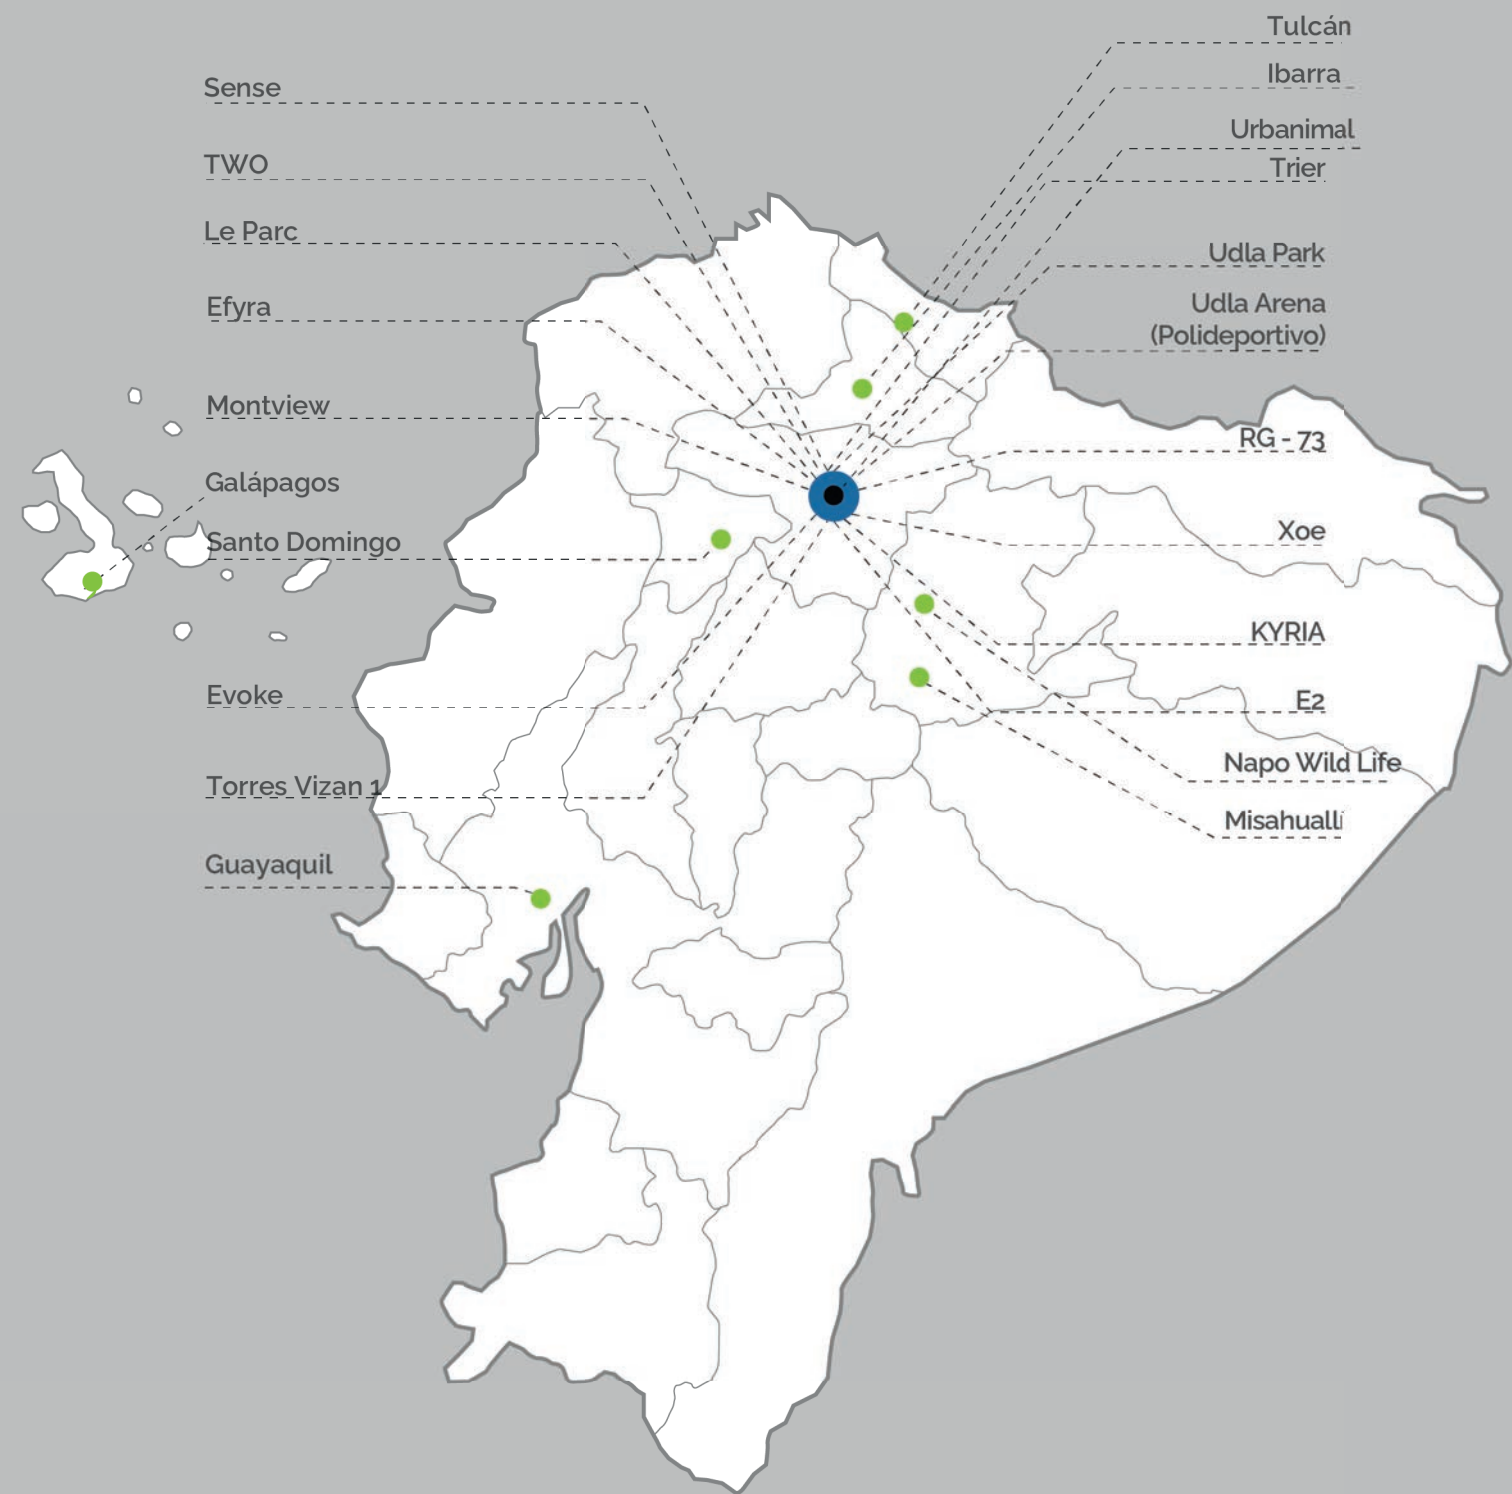 Sense
TWO
Le Parc
Efyra
Montview
Galápagos
Santo Domingo
Evoke
Torres Vizan 1
Guayaquil
Tulcán
Ibarra
Urbanimal
Trier
Udla Park
Udla Arena
(Polideportivo)
RG - 73
Xoe
KYRIA
E2
Napo Wild Life
Misahuallí